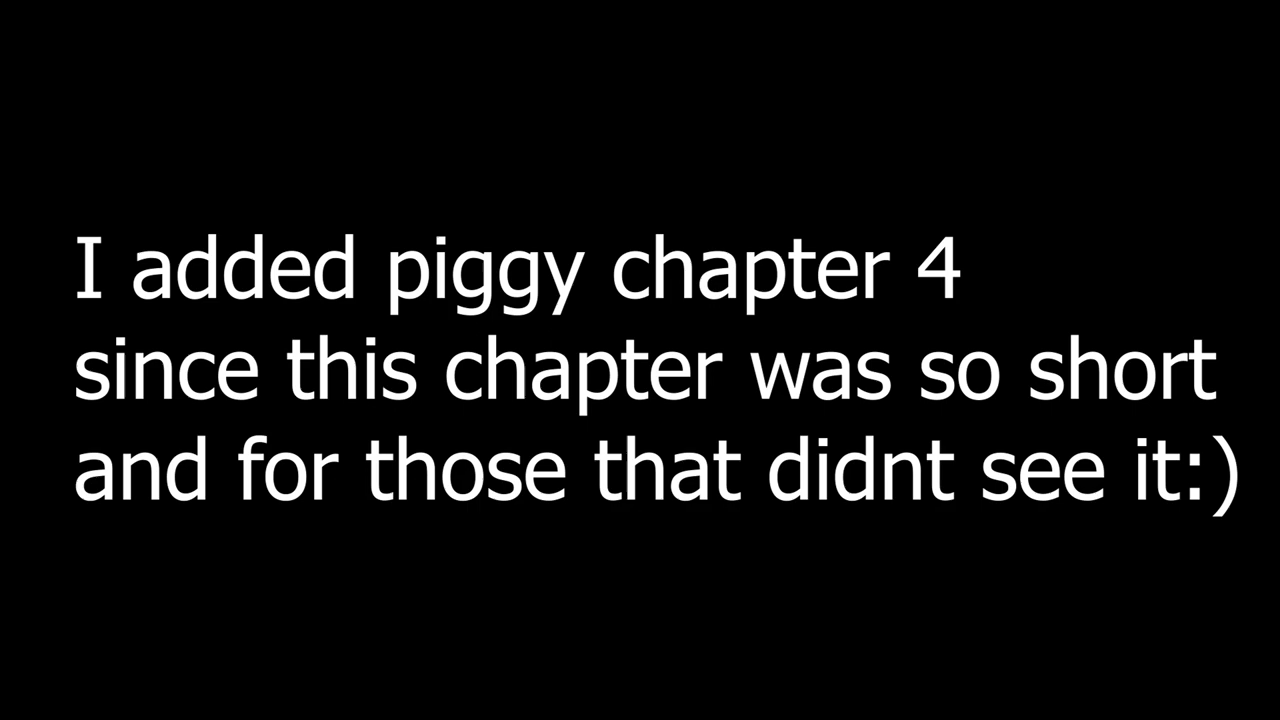 I added piggy chapter 4
since this chapter was so short
and for those that didnt see it:)